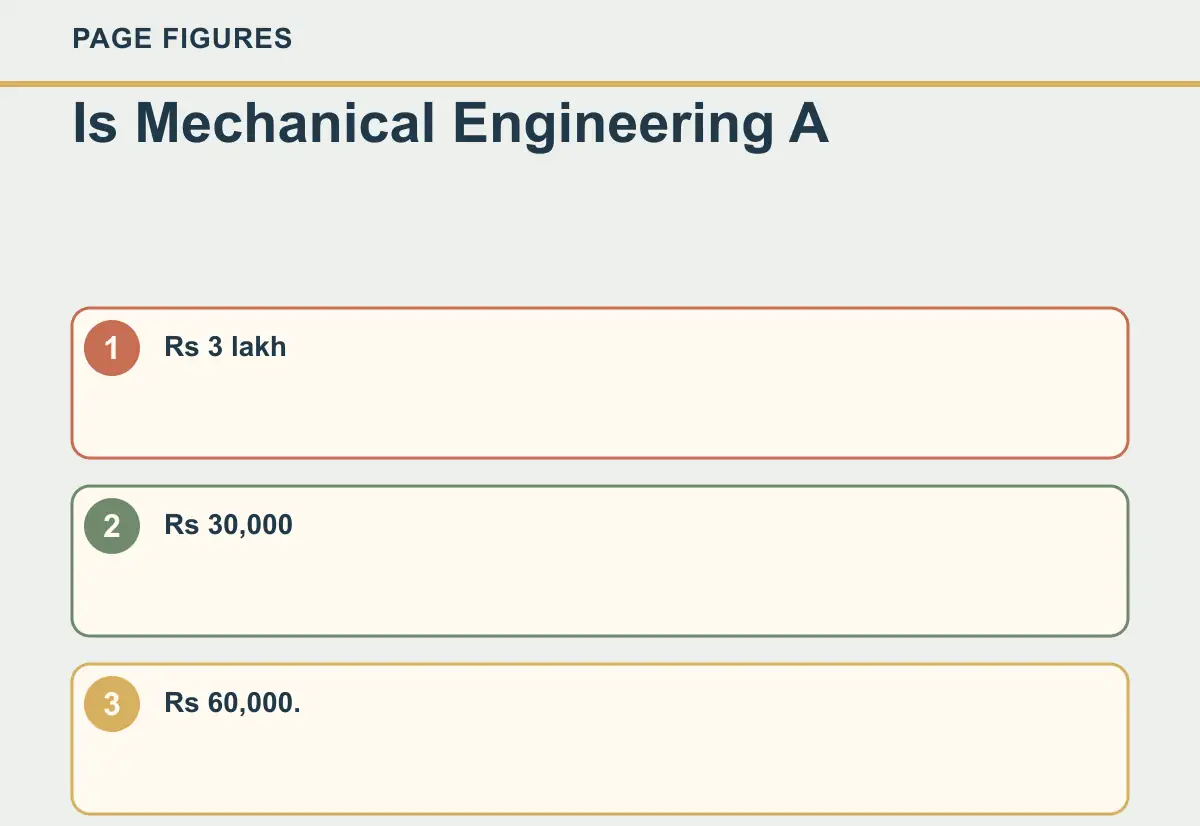 PAGE FIGURES
Is Mechanical Engineering A
1
Rs 3 lakh
2
Rs 30,000
3
Rs 60,000.